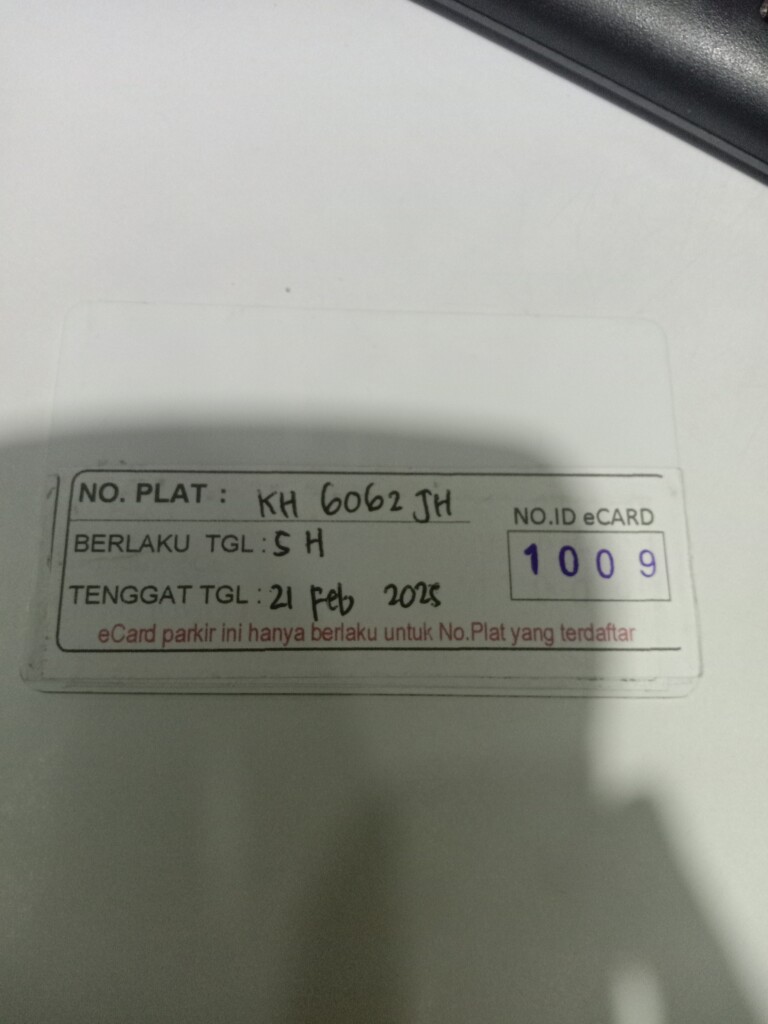 NO. PLAT : KH 6062 JH
BERLAKU TGL : 5 H
TENGGAT TGL : 21 Feb 2025
NO.ID eCARD
1009
eCard parkir ini hanya berlaku untuk No.Plat yang terdaftar